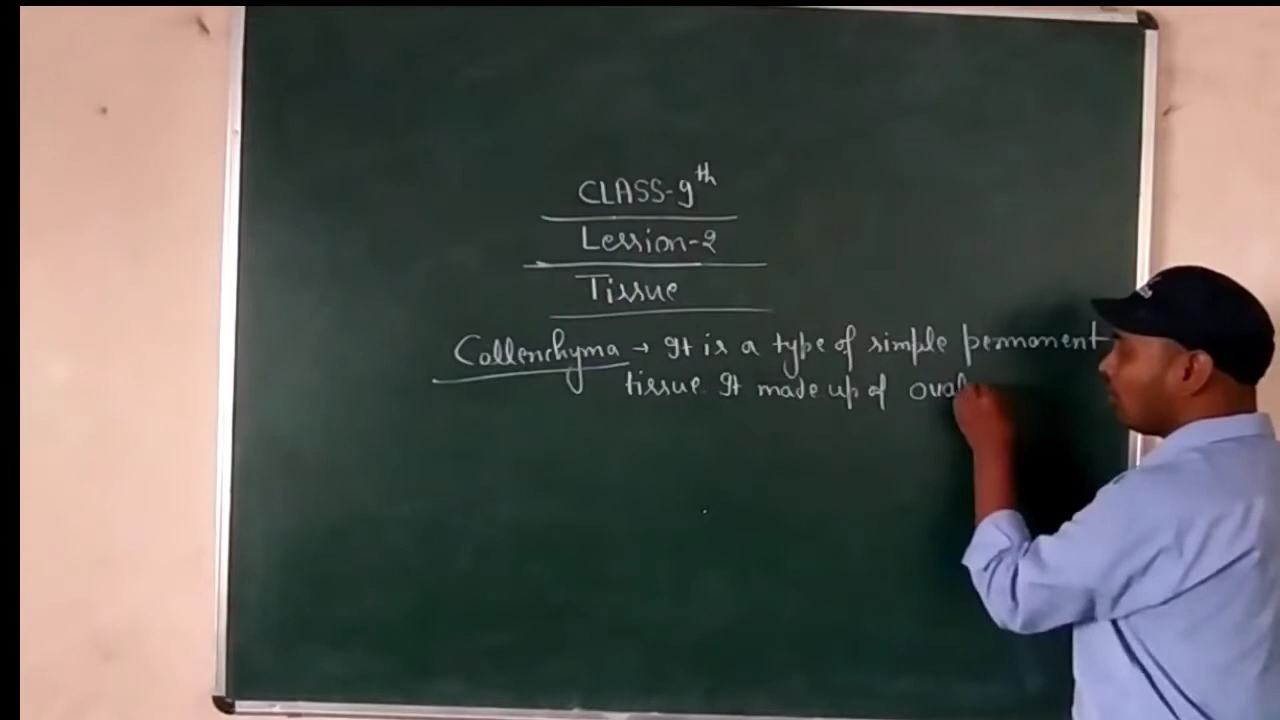 CLASS-9th
Lession-2
Tissue
Collenchyma → It is a type of simple permanent
tissue. It made up of oval